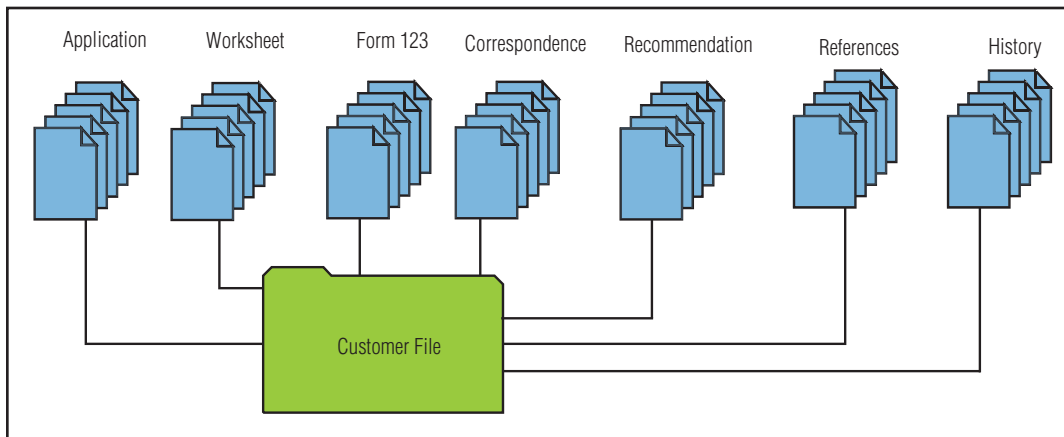 Application
Worksheet
Form 123
Correspondence
Recommendation
References
History
Customer File